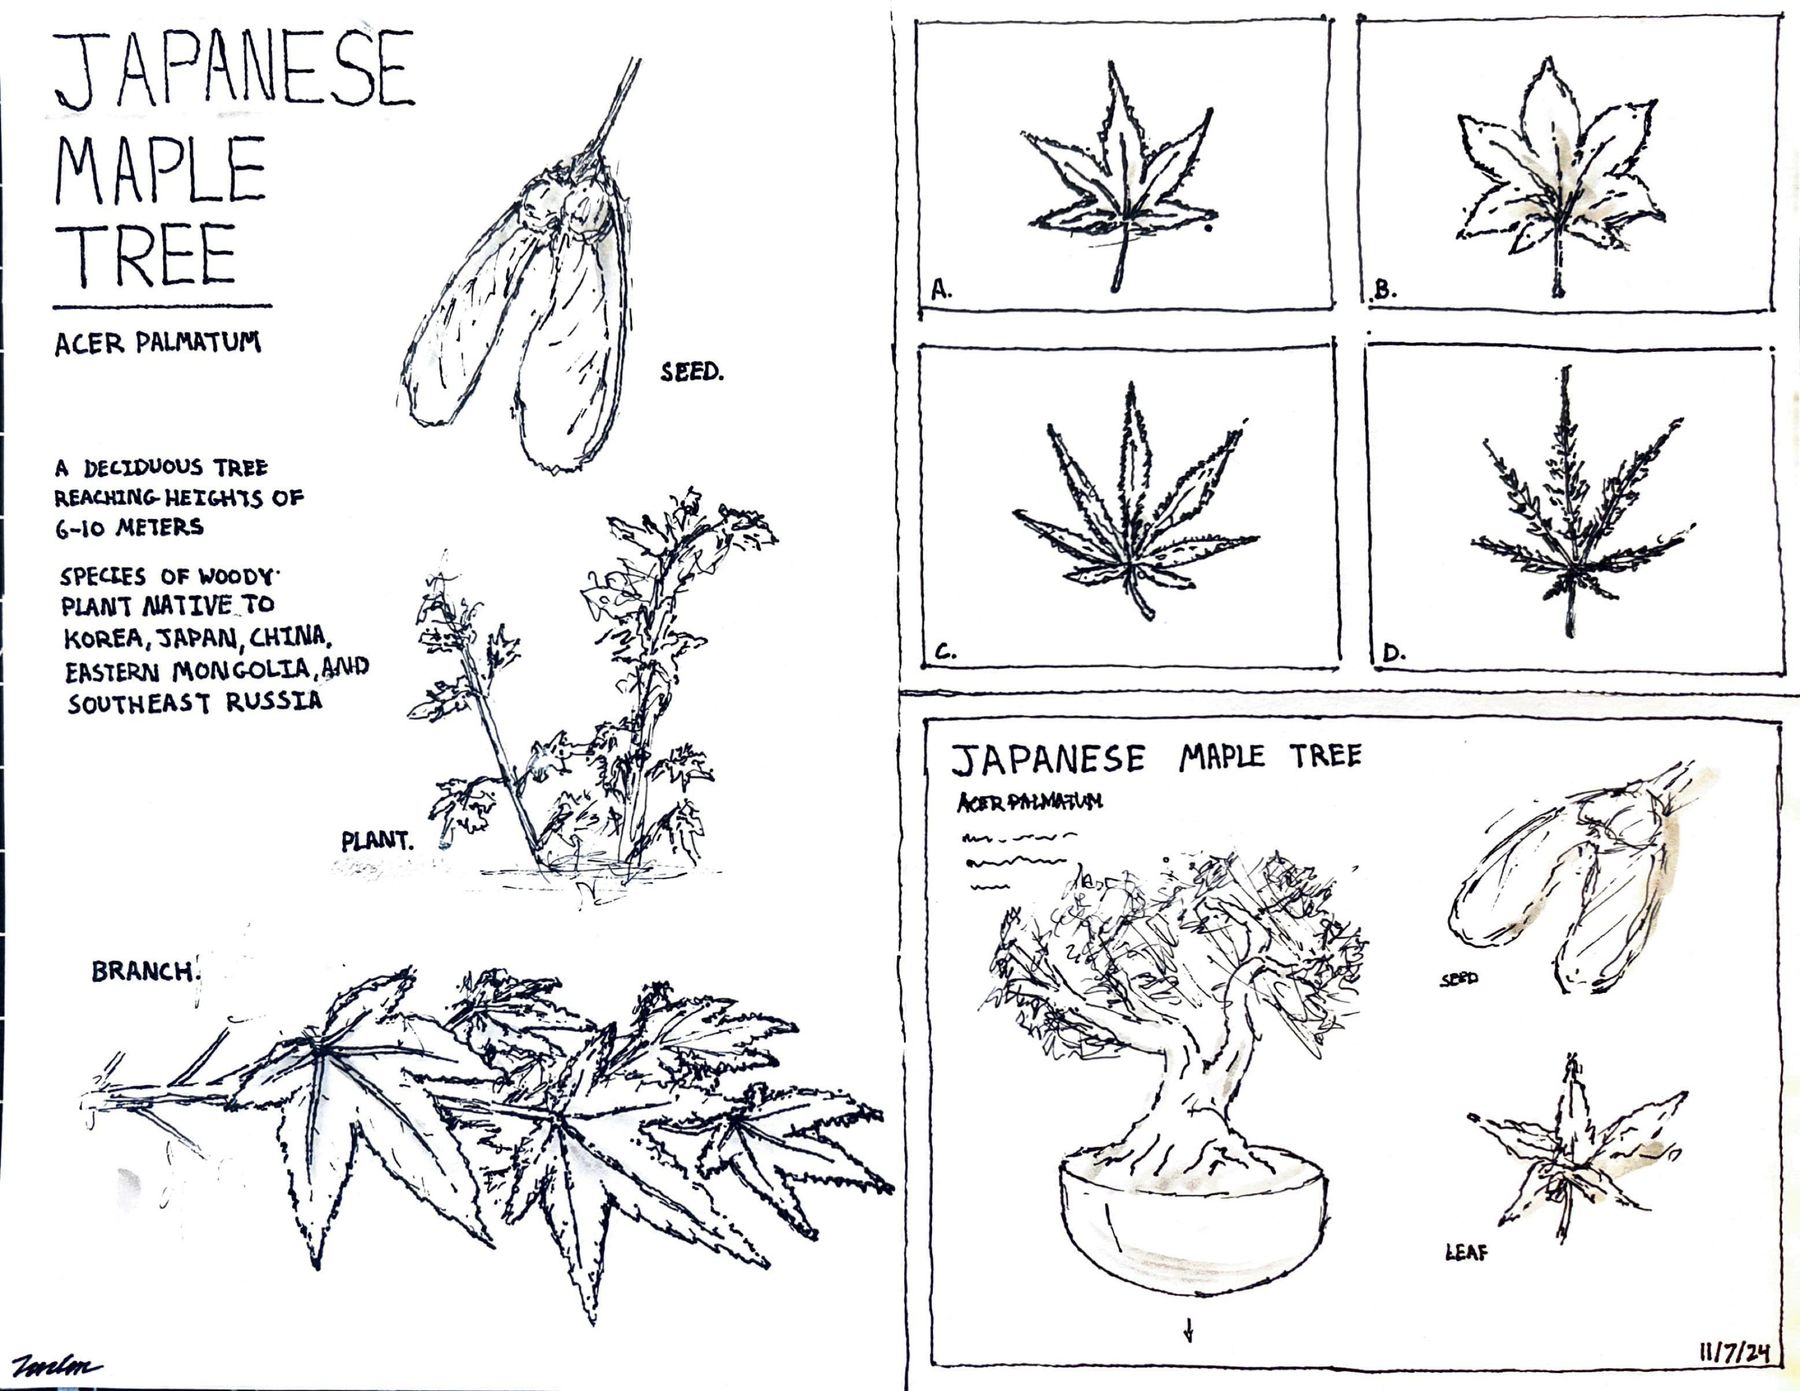 JAPANESE
MAPLE
TREE
ACER PALMATUM
SEED.
A DECIDUOUS TREE
REACHING HEIGHTS OF
6-10 METERS
SPECIES OF WOODY
PLANT NATIVE TO
KOREA, JAPAN, CHINA,
EASTERN MONGOLIA, AND
SOUTHEAST RUSSIA
PLANT.
BRANCH.
A.
B.
C.
D.
JAPANESE MAPLE TREE
ACER PALMATUM
SEED
LEAF
11/7/24